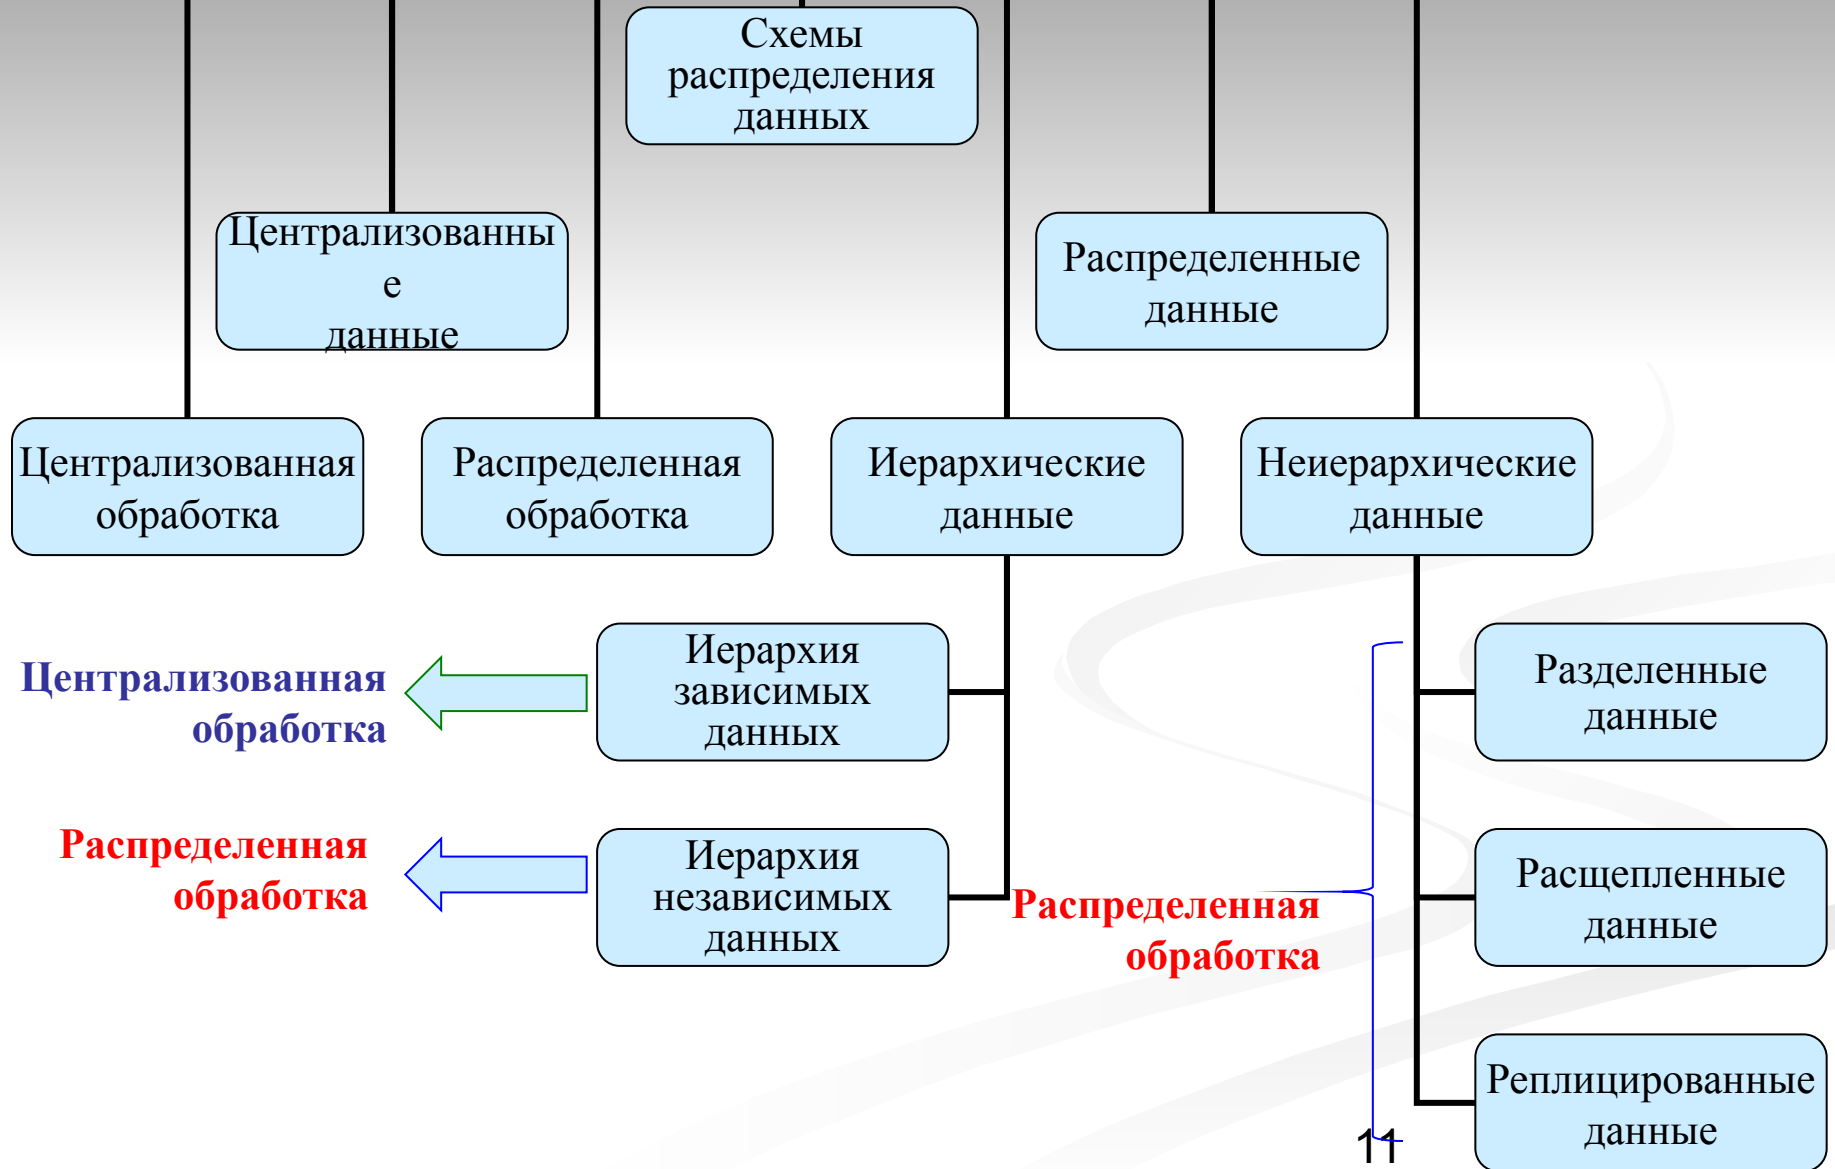 Схемы
распределения
данных
Централизованны
е
данные
Распределенные
данные
Централизованная
обработка
Распределенная
обработка
Иерархические
данные
Неиерархические
данные
Централизованная
обработка
Иерархия
зависимых
данных
Разделенные
данные
Распределенная
обработка
Иерархия
независимых
данных
Распределенная
обработка
Расщепленные
данные
Реплицированные
данные
11